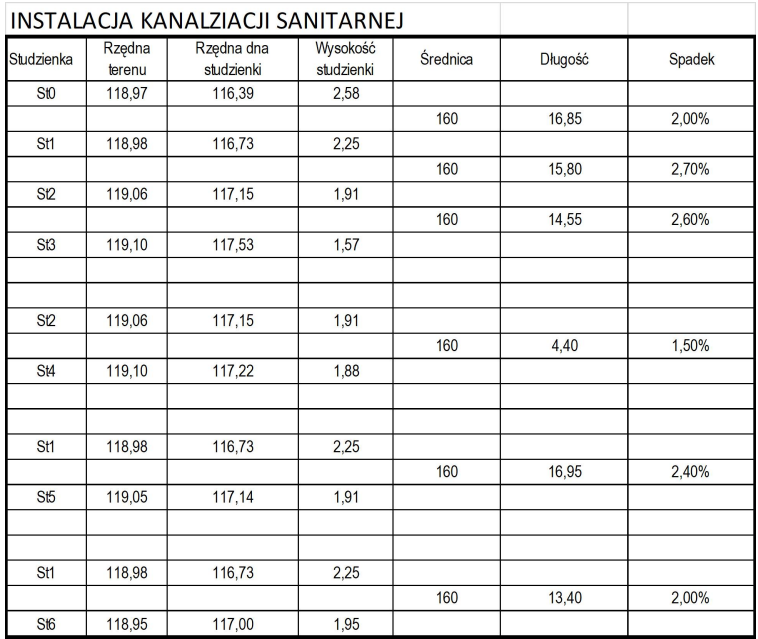 INSTALACJA KANALZIACJI SANITARNEJ
Studzienka Rzędna terenu Rzędna dna studzienki Wysokość studzienki Średnica Długość Spadek
St0 118,97 116,39 2,58
160 16,85 2,00%
St1 118,98 116,73 2,25
160 15,80 2,70%
St2 119,06 117,15 1,91
160 14,55 2,60%
St3 119,10 117,53 1,57
St2 119,06 117,15 1,91
160 4,40 1,50%
St4 119,10 117,22 1,88
St1 118,98 116,73 2,25
160 16,95 2,40%
St5 119,05 117,14 1,91
St1 118,98 116,73 2,25
160 13,40 2,00%
St6 118,95 117,00 1,95